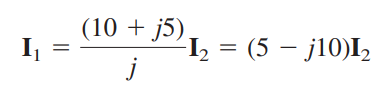 I₁ = (10 + j5)/j I₂ = (5 − j10)I₂